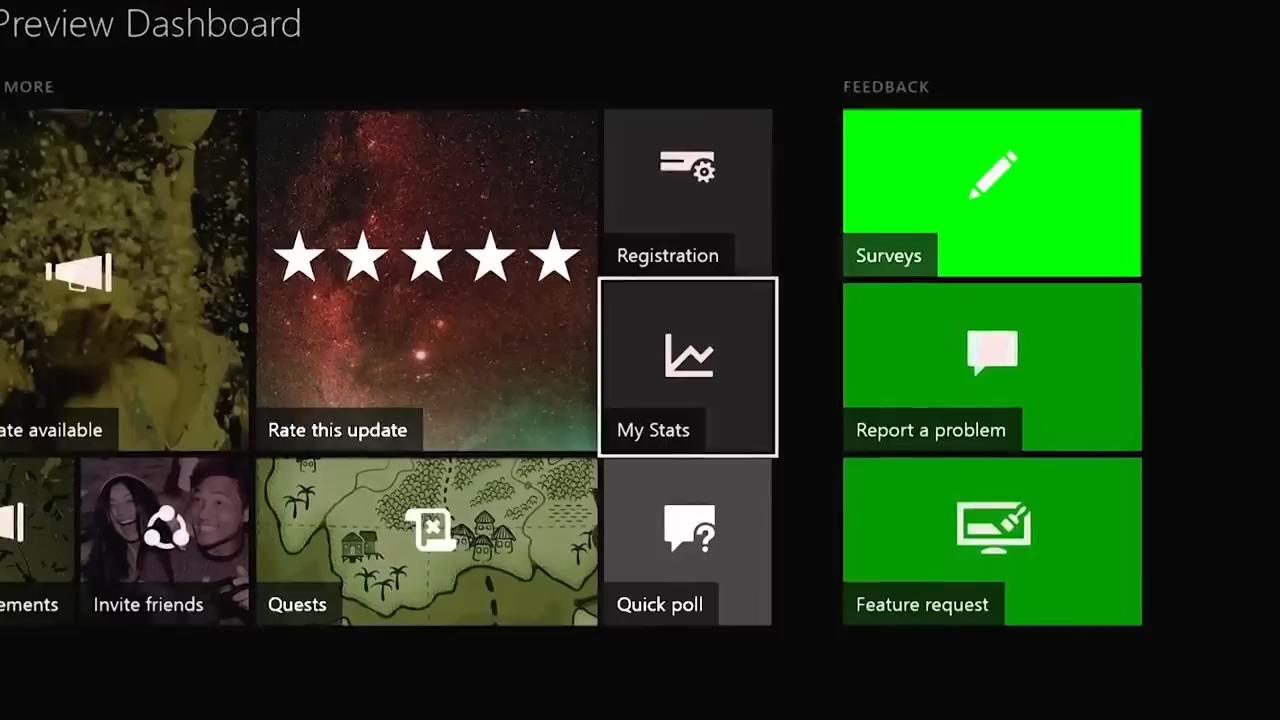 Preview Dashboard
MORE
FEEDBACK
Registration
Surveys
ate available
Rate this update
My Stats
Report a problem
ements
Invite friends
Quests
Quick poll
Feature request